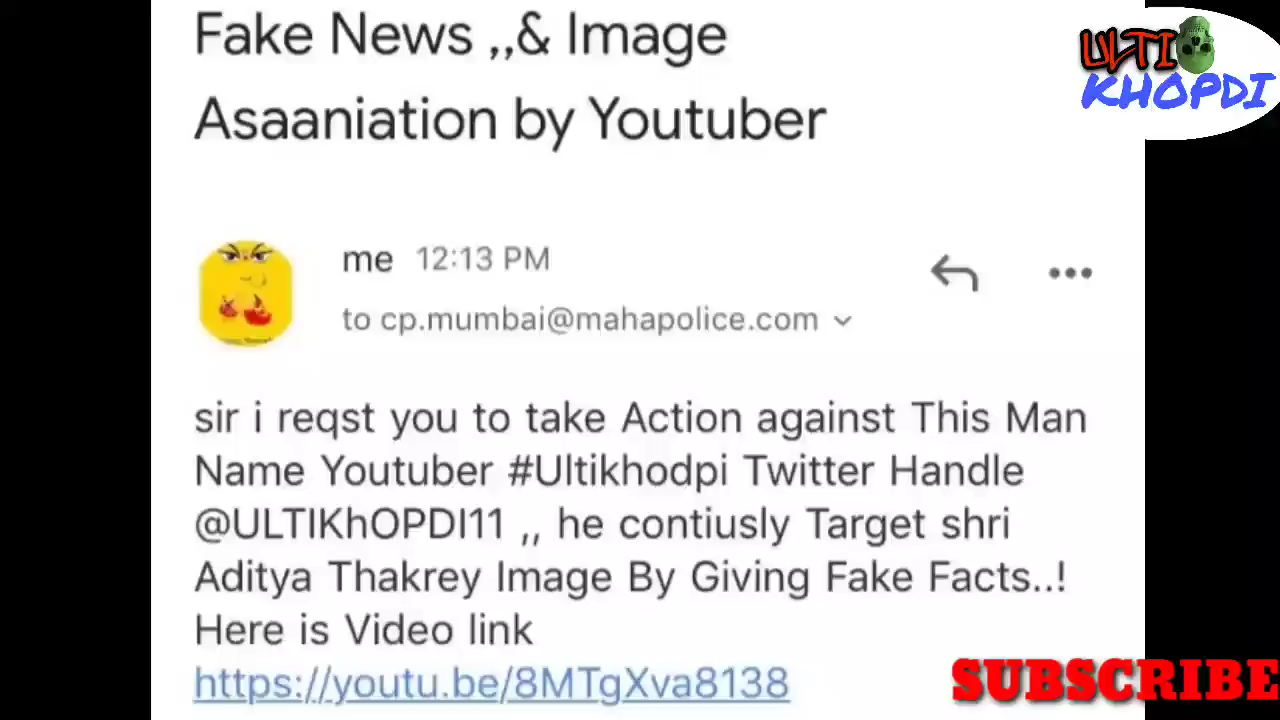 Fake News ,,& Image
Asaaniation by Youtuber
ULTI
KHOPDI
me 12:13 PM
to cp.mumbai@mahapolice.com
sir i reqst you to take Action against This Man
Name Youtuber #Ultikhodpi Twitter Handle
@ULTIKhOPDI11 ,, he contiusly Target shri
Aditya Thakrey Image By Giving Fake Facts..!
Here is Video link
https://youtu.be/8MTgXva8138
SUBSCRIBE